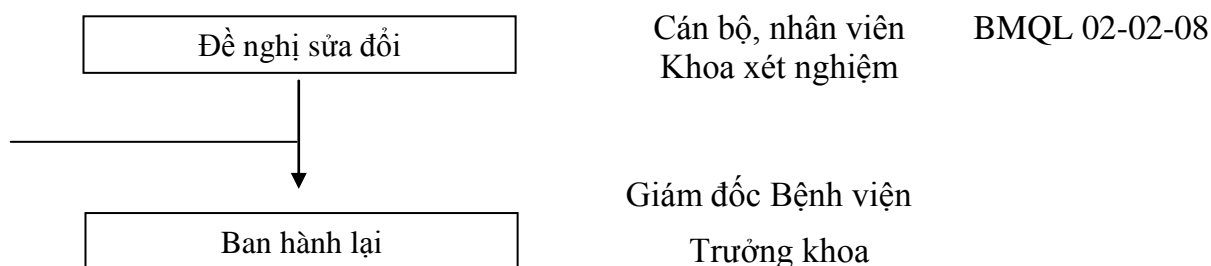 Đề nghị sửa đổi
Cán bộ, nhân viên
Khoa xét nghiệm
BMQL 02-02-08
Ban hành lại
Giám đốc Bệnh viện
Trưởng khoa